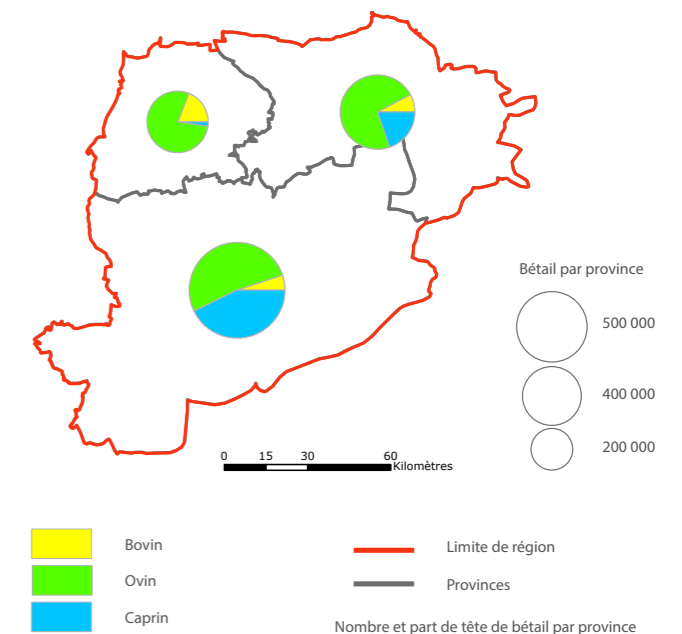 Bétail par province
500 000
400 000
200 000
0 15 30 60
Kilomètres
Bovin
Ovin
Caprin
Limite de région
Provinces
Nombre et part de tête de bétail par province